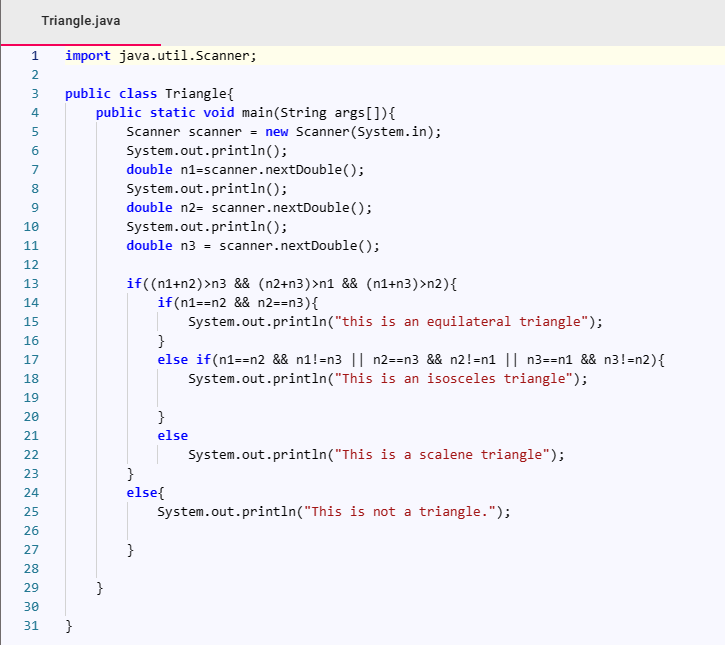 Triangle.java
1 import java.util.Scanner;
2
3 public class Triangle{
4     public static void main(String args[]){
5         Scanner scanner = new Scanner(System.in);
6         System.out.println();
7         double n1=scanner.nextDouble();
8         System.out.println();
9         double n2= scanner.nextDouble();
10         System.out.println();
11         double n3 = scanner.nextDouble();
12
13         if((n1+n2)>n3 && (n2+n3)>n1 && (n1+n3)>n2){
14             if(n1==n2 && n2==n3){
15                 System.out.println("this is an equilateral triangle");
16             }
17             else if(n1==n2 && n1!=n3 || n2==n3 && n2!=n1 || n3==n1 && n3!=n2){
18                 System.out.println("This is an isosceles triangle");
19
20             }
21             else
22                 System.out.println("This is a scalene triangle");
23         }
24         else{
25             System.out.println("This is not a triangle.");
26
27         }
28
29     }
30
31 }